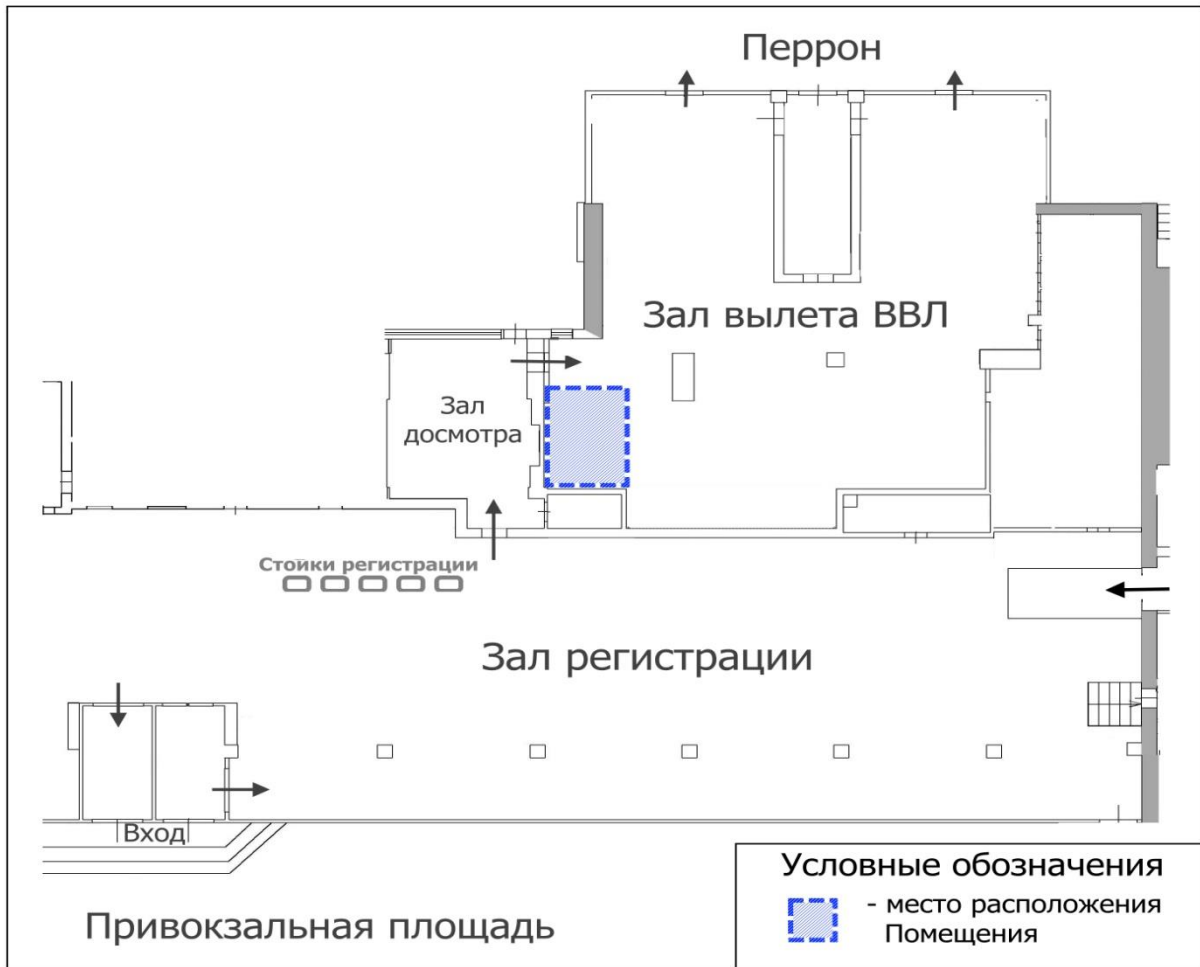 Перрон
Зал вылета ВВЛ
Зал
досмотра
Стойки регистрации
Зал регистрации
Вход
Привокзальная площадь
Условные обозначения
- место расположения
Помещения